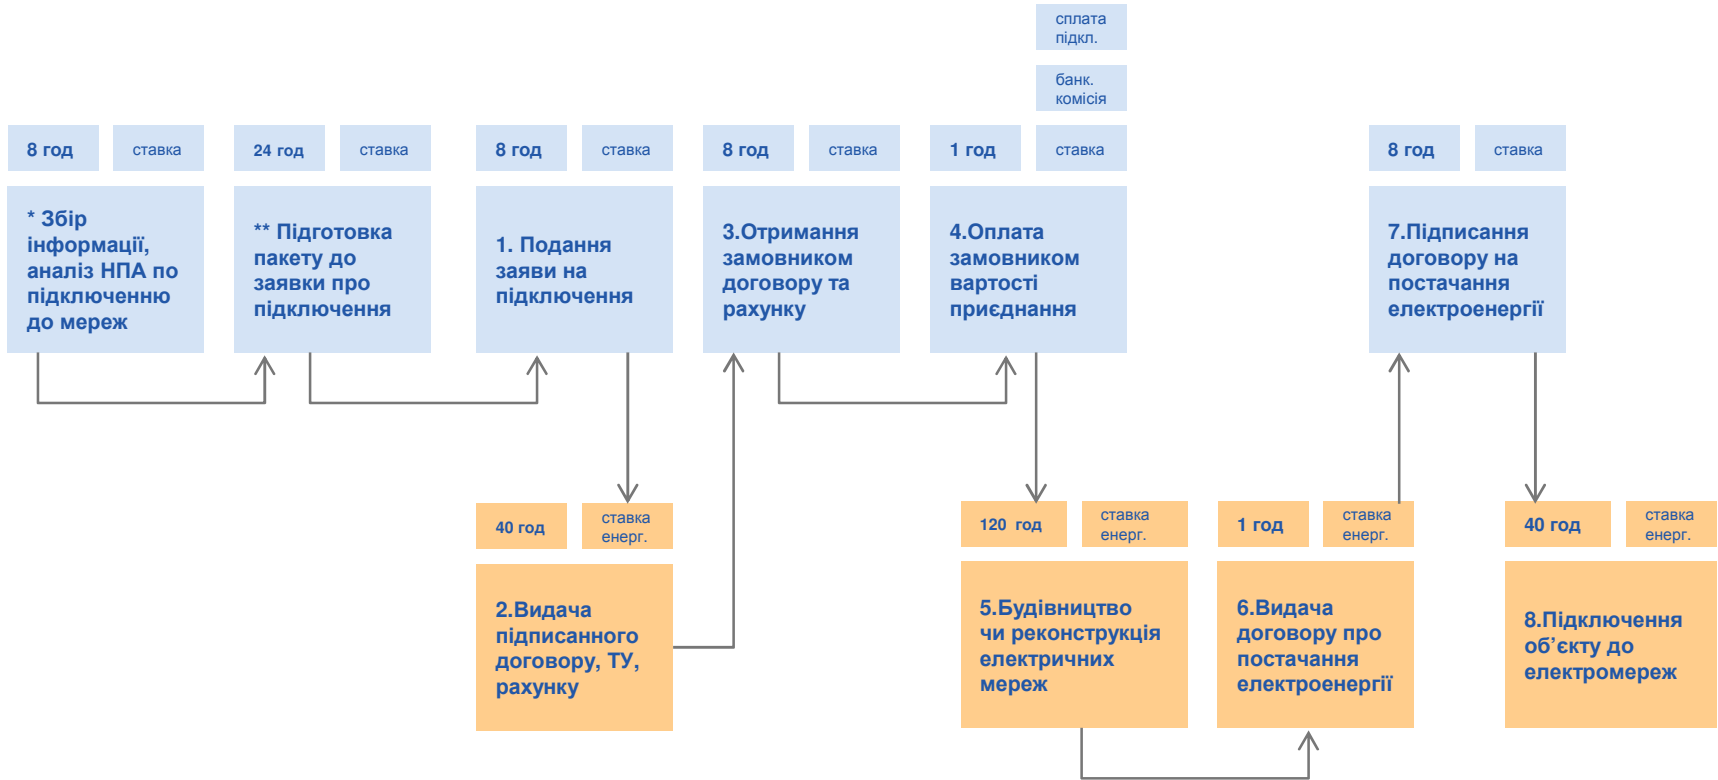 сплата
підкл.
банк.
комісія
8 год
ставка
24 год
ставка
8 год
ставка
8 год
ставка
1 год
ставка
8 год
ставка
* Збір
інформації,
аналіз НПА по
підключенню
до мереж
** Підготовка
пакету до
заявки про
підключення
1. Подання
заяви на
підключення
3.Отримання
замовником
договору та
рахунку
4.Оплата
замовником
вартості
приєднання
7.Підписання
договору на
постачання
електроенергії
40 год
ставка
енерг.
120 год
ставка
енерг.
1 год
ставка
енерг.
40 год
ставка
енерг.
2.Видача
підписанного
договору, ТУ,
рахунку
5.Будівництво
чи реконструкція
електричних
мереж
6.Видача
договору про
постачання
електроенергії
8.Підключення
об’єкту до
електромереж